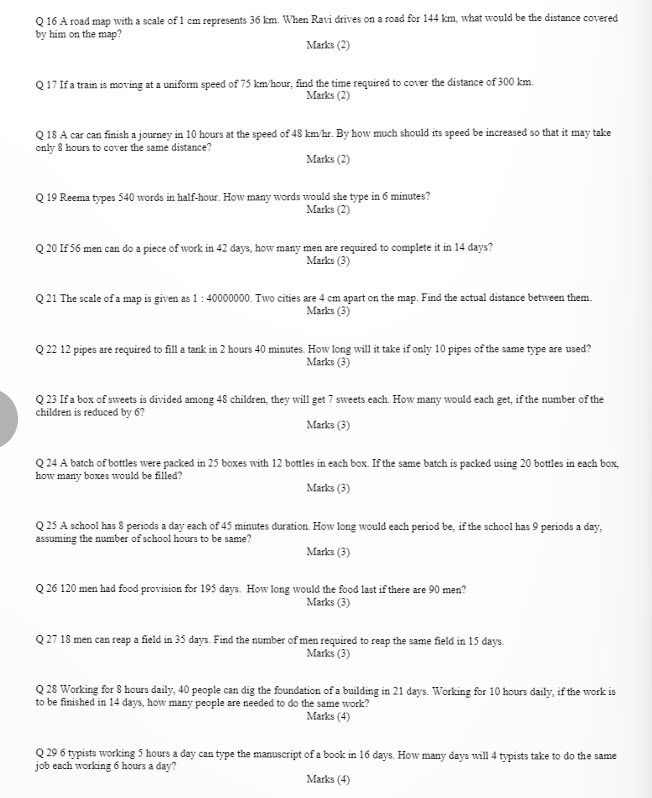 Q 16 A road map with a scale of 1 cm represents 36 km. When Ravi drives on a road for 144 km, what would be the distance covered
by him on the map?
Marks (2)
Q 17 If a train is moving at a uniform speed of 75 km/hour, find the time required to cover the distance of 300 km.
Marks (2)
Q 18 A car can finish a journey in 10 hours at the speed of 48 km/hr. By how much should its speed be increased so that it may take
only 8 hours to cover the same distance?
Marks (2)
Q 19 Reema types 540 words in half-hour. How many words would she type in 6 minutes?
Marks (2)
Q 20 If 56 men can do a piece of work in 42 days, how many men are required to complete it in 14 days?
Marks (3)
Q 21 The scale of a map is given as 1 : 40000000. Two cities are 4 cm apart on the map. Find the actual distance between them.
Marks (3)
Q 22 12 pipes are required to fill a tank in 2 hours 40 minutes. How long will it take if only 10 pipes of the same type are used?
Marks (3)
Q 23 If a box of sweets is divided among 48 children, they will get 7 sweets each. How many would each get, if the number of the
children is reduced by 6?
Marks (3)
Q 24 A batch of bottles were packed in 25 boxes with 12 bottles in each box. If the same batch is packed using 20 bottles in each box,
how many boxes would be filled?
Marks (3)
Q 25 A school has 8 periods a day each of 45 minutes duration. How long would each period be, if the school has 9 periods a day,
assuming the number of school hours to be same?
Marks (3)
Q 26 120 men had food provision for 195 days. How long would the food last if there are 90 men?
Marks (3)
Q 27 18 men can reap a field in 35 days. Find the number of men required to reap the same field in 15 days.
Marks (3)
Q 28 Working for 8 hours daily, 40 people can dig the foundation of a building in 21 days. Working for 10 hours daily, if the work is
to be finished in 14 days, how many people are needed to do the same work?
Marks (4)
Q 29 6 typists working 5 hours a day can type the manuscript of a book in 16 days. How many days will 4 typists take to do the same
job each working 6 hours a day?
Marks (4)